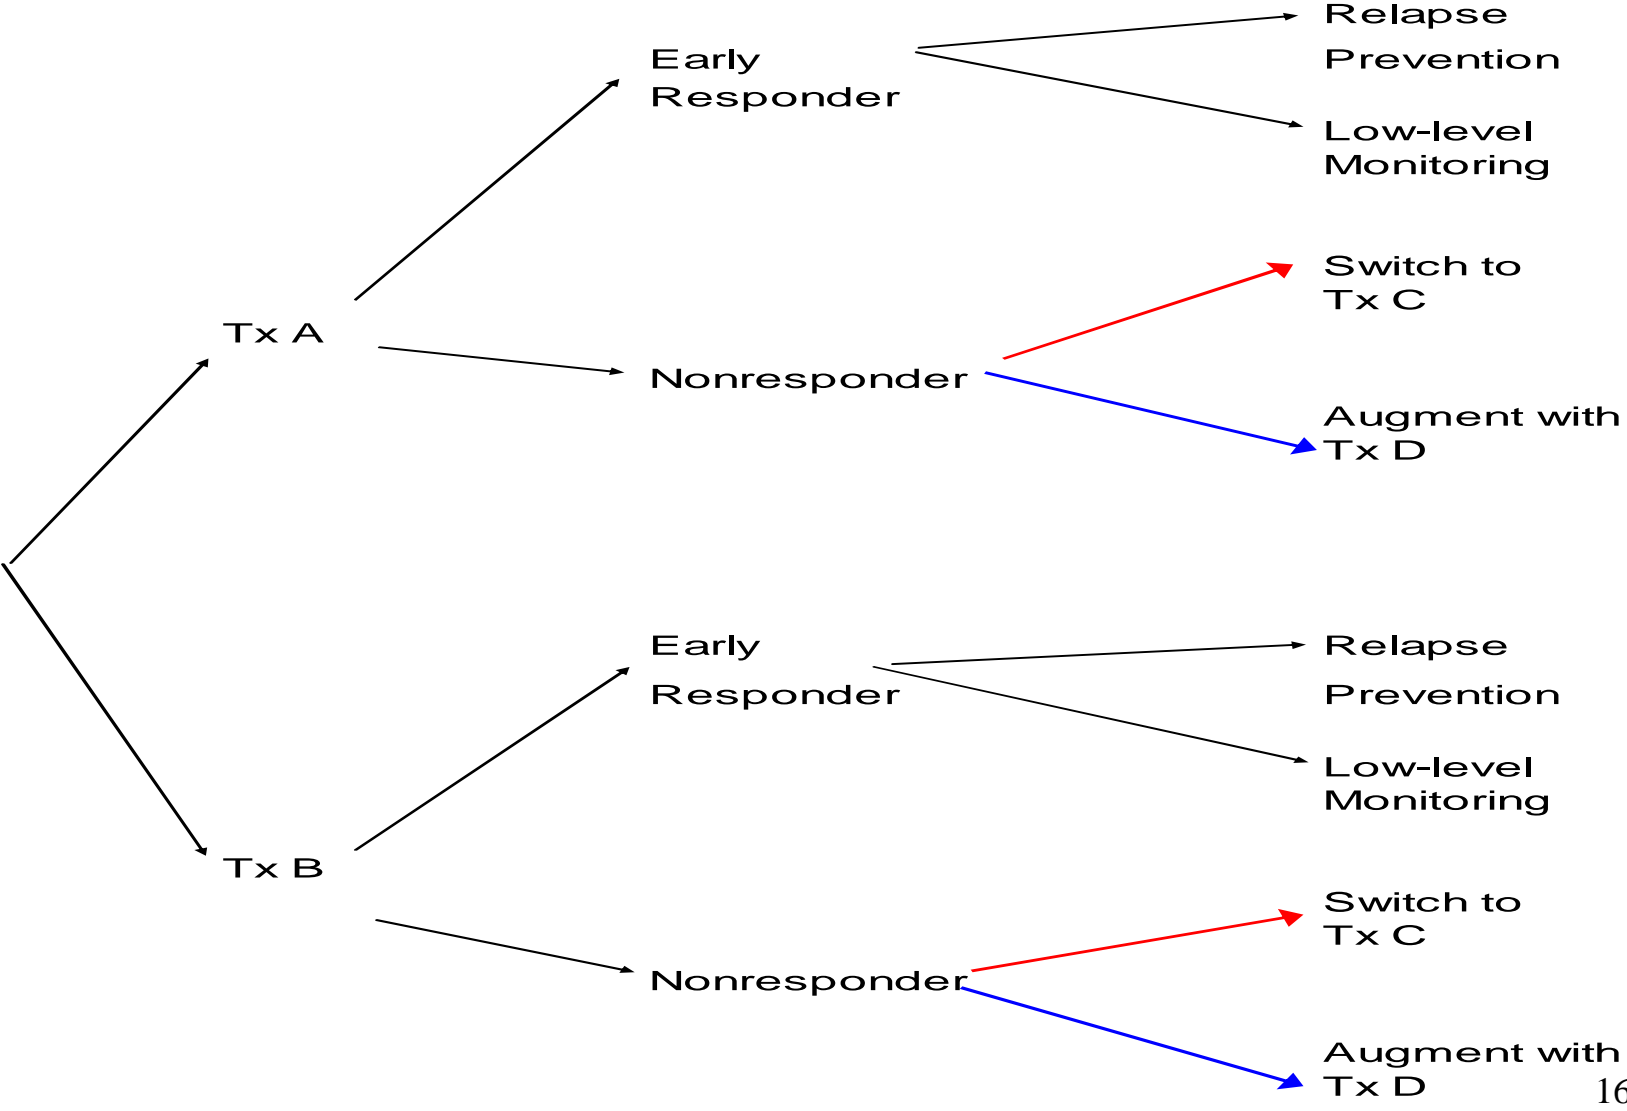 Relapse
Prevention
Early
Responder
Low-level
Monitoring
Switch to
Tx C
Tx A
Nonresponder
Augment with
Tx D
Early
Responder
Relapse
Prevention
Low-level
Monitoring
Tx B
Switch to
Tx C
Nonresponder
Augment with
Tx D
16